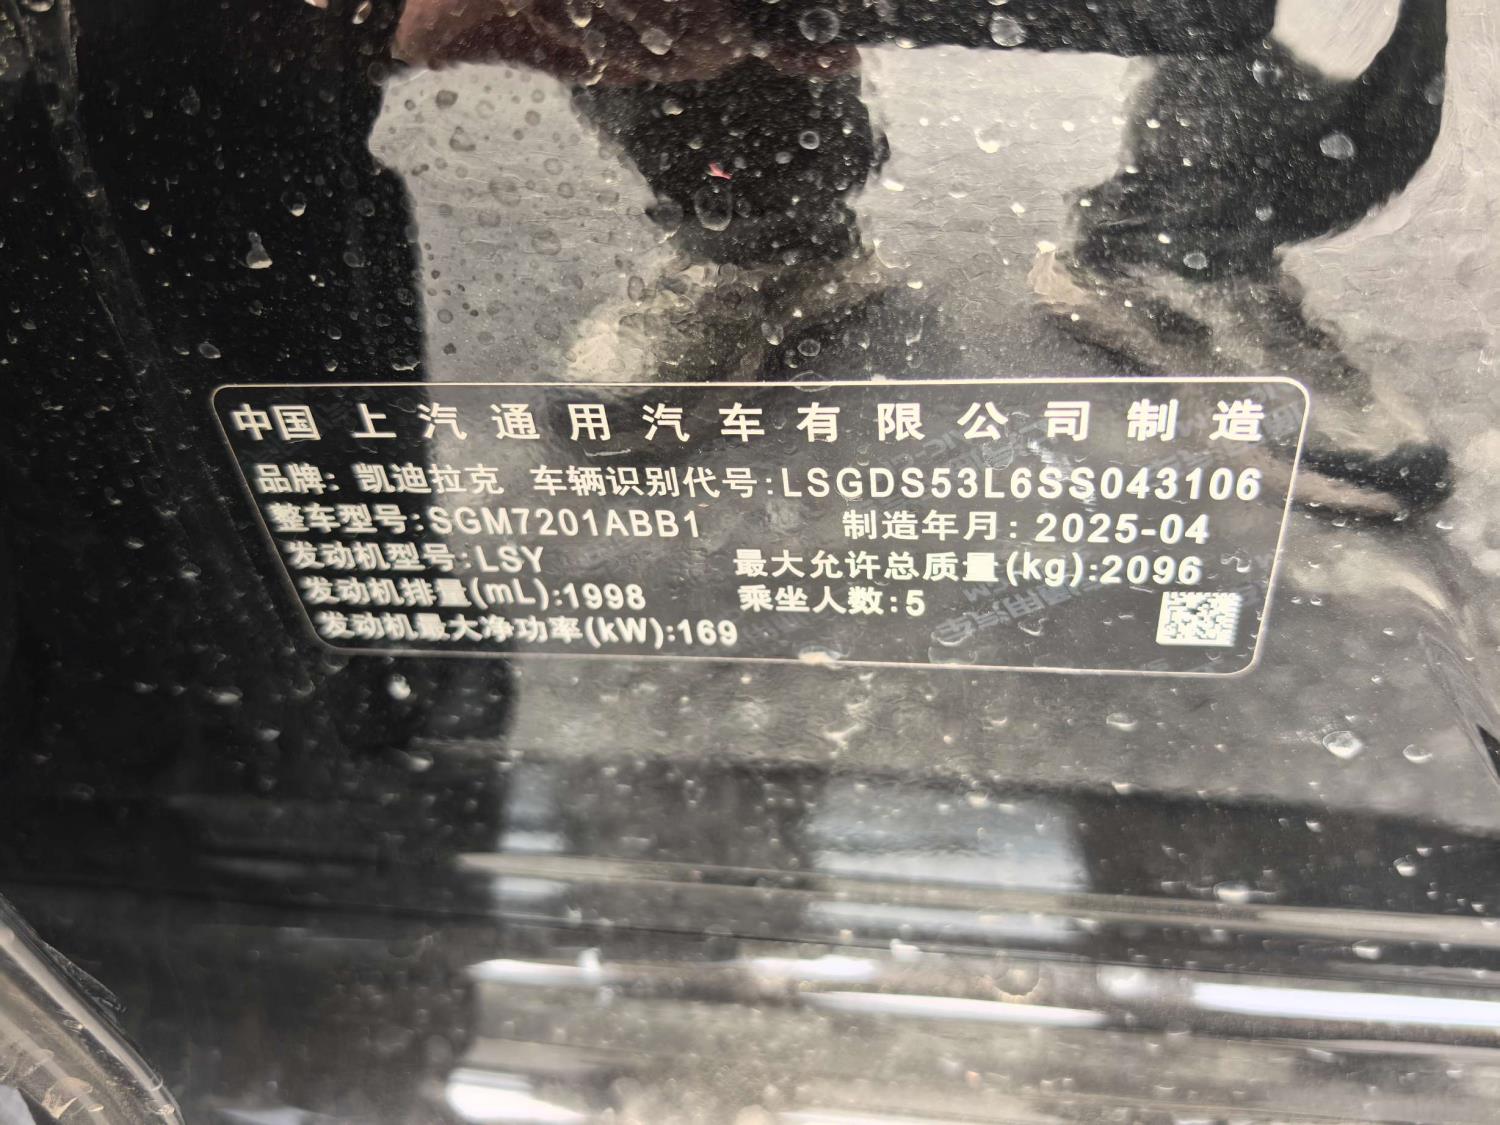 中国 上汽通用汽车有限公司制造
品牌: 凯迪拉克 车辆识别代号:LSGDS53L6SS043106
整车型号:SGM7201ABB1 制造年月: 2025-04
发动机型号:LSY 最大允许总质量(kg):2096
发动机排量(mL):1998 乘坐人数:5
发动机最大净功率(kW):169